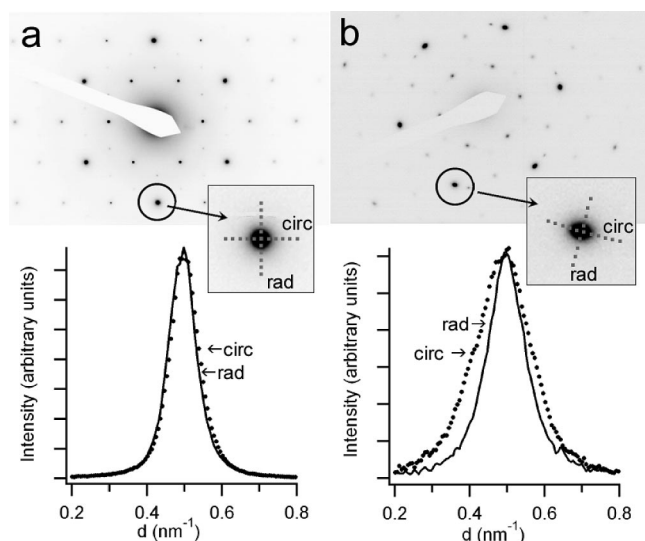 a
b
circ
rad
circ
rad
Intensity (arbitrary units)
circ
rad
0.2 0.4 0.6 0.8
d (nm⁻¹)
Intensity (arbitrary units)
rad
circ
0.2 0.4 0.6 0.8
d (nm⁻¹)